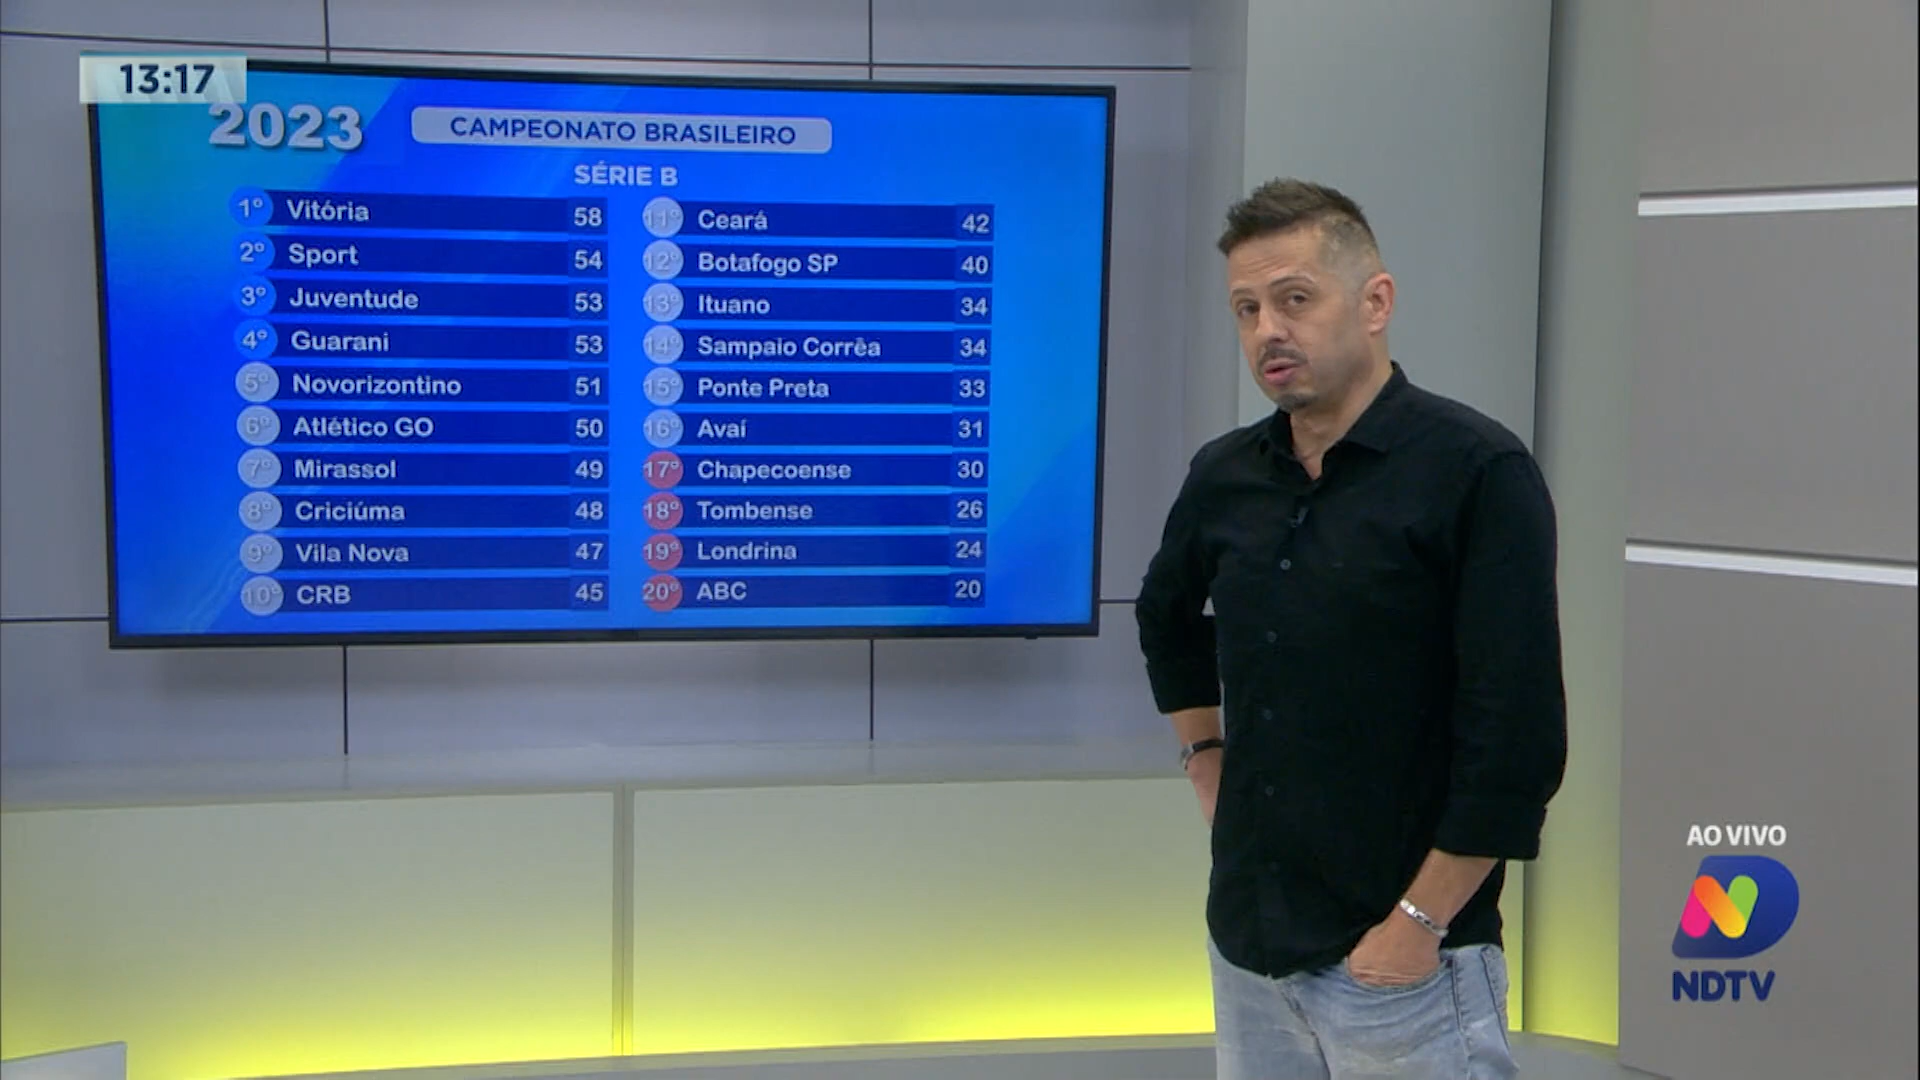 13:17
2023
CAMPEONATO BRASILEIRO
SÉRIE B
1º Vitória 58
2º Sport 54
3º Juventude 53
4º Guarani 53
5º Novorizontino 51
6º Atlético GO 50
7º Mirassol 49
8º Criciúma 48
9º Vila Nova 47
10º CRB 45
11º Ceará 42
12º Botafogo SP 40
13º Ituano 34
14º Sampaio Corrêa 34
15º Ponte Preta 33
16º Avaí 31
17º Chapecoense 30
18º Tombense 26
19º Londrina 24
20º ABC 20
AO VIVO
NDTV